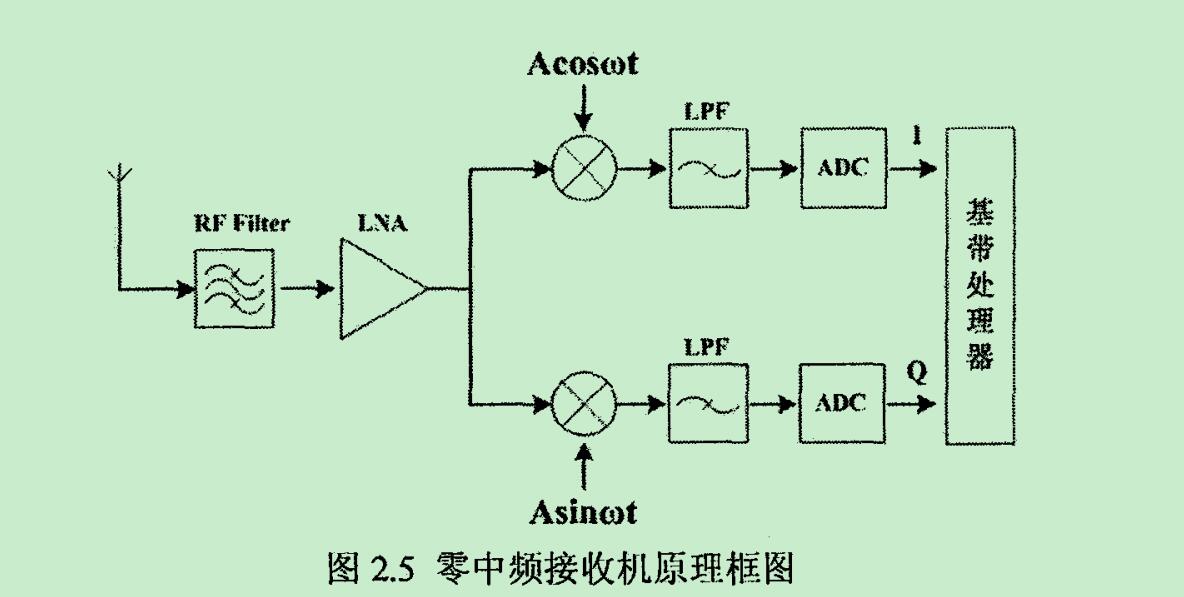 Acosωt
LPF
ADC
I
RF Filter
LNA
基带处理器
LPF
ADC
Q
Asinωt
图 2.5 零中频接收机原理框图